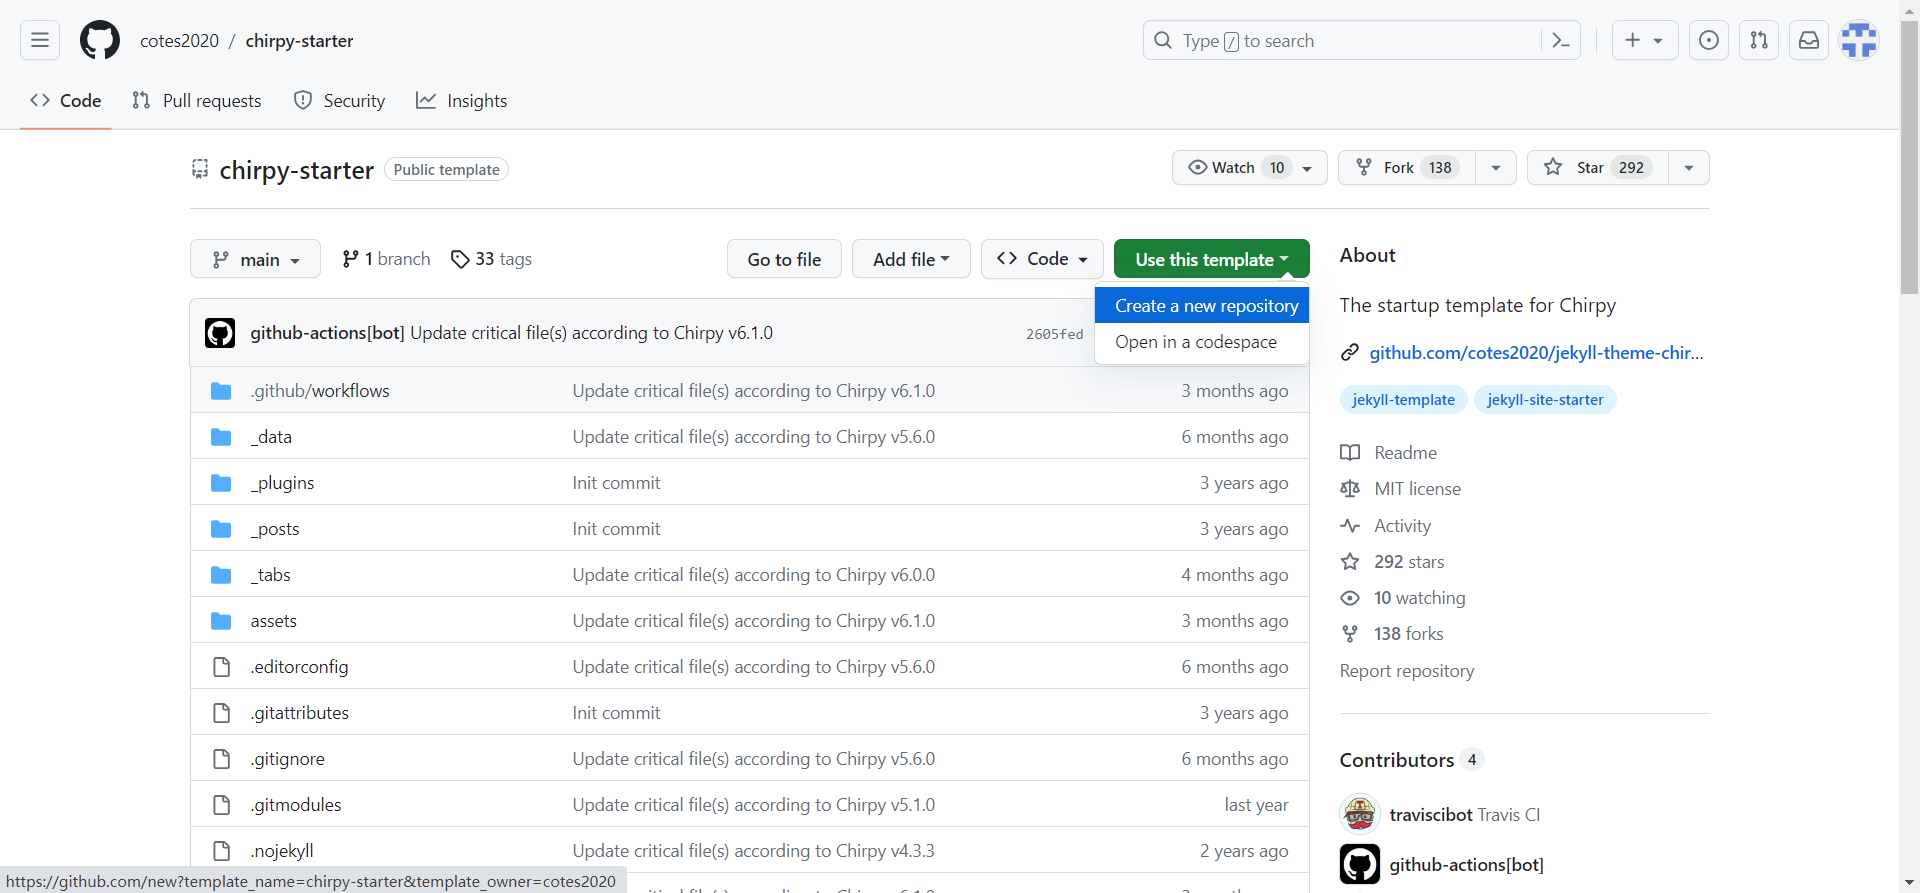 cotes2020 / chirpy-starter
Type / to search
Code Pull requests Security Insights
chirpy-starter Public template
Watch 10 Fork 138 Star 292
main 1 branch 33 tags Go to file Add file Code Use this template
Create a new repository
Open in a codespace
github-actions[bot] Update critical file(s) according to Chirpy v6.1.0 2605fed
.github/workflows Update critical file(s) according to Chirpy v6.1.0 3 months ago
_data Update critical file(s) according to Chirpy v5.6.0 6 months ago
_plugins Init commit 3 years ago
_posts Init commit 3 years ago
_tabs Update critical file(s) according to Chirpy v6.0.0 4 months ago
assets Update critical file(s) according to Chirpy v6.1.0 3 months ago
.editorconfig Update critical file(s) according to Chirpy v5.6.0 6 months ago
.gitattributes Init commit 3 years ago
.gitignore Update critical file(s) according to Chirpy v5.6.0 6 months ago
.gitmodules Update critical file(s) according to Chirpy v5.1.0 last year
.nojekyll Update critical file(s) according to Chirpy v4.3.3 2 years ago
https://github.com/new?template_name=chirpy-starter&template_owner=cotes2020
About
The startup template for Chirpy
github.com/cotes2020/jekyll-theme-chir...
jekyll-template jekyll-site-starter
Readme
MIT license
Activity
292 stars
10 watching
138 forks
Report repository
Contributors 4
traviscibot Travis CI
github-actions[bot]